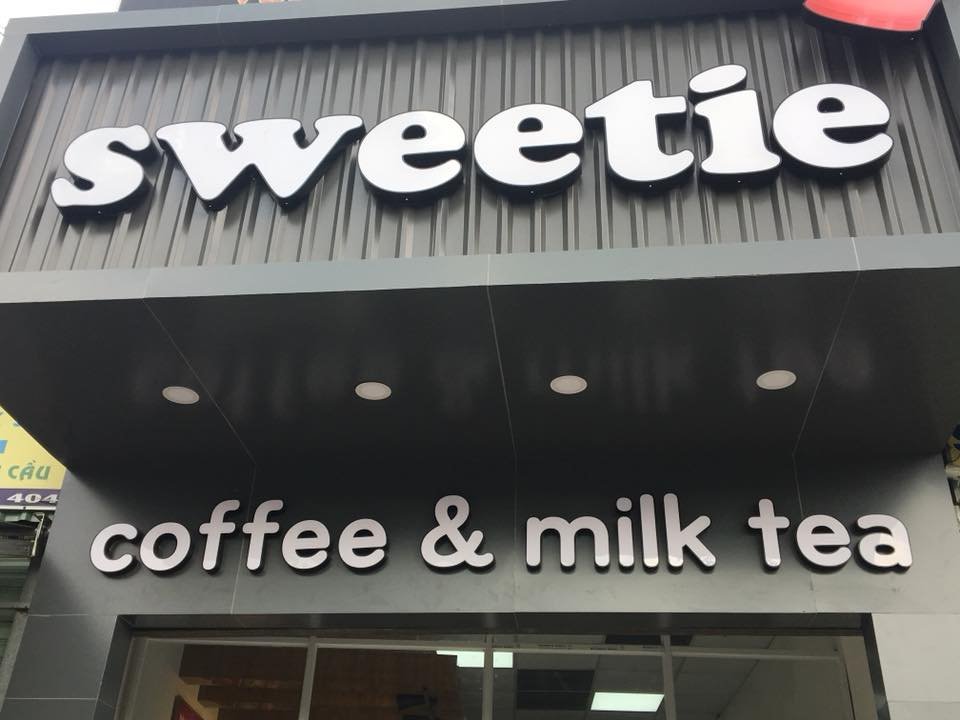 sweetie
CẦU
404
coffee & milk tea